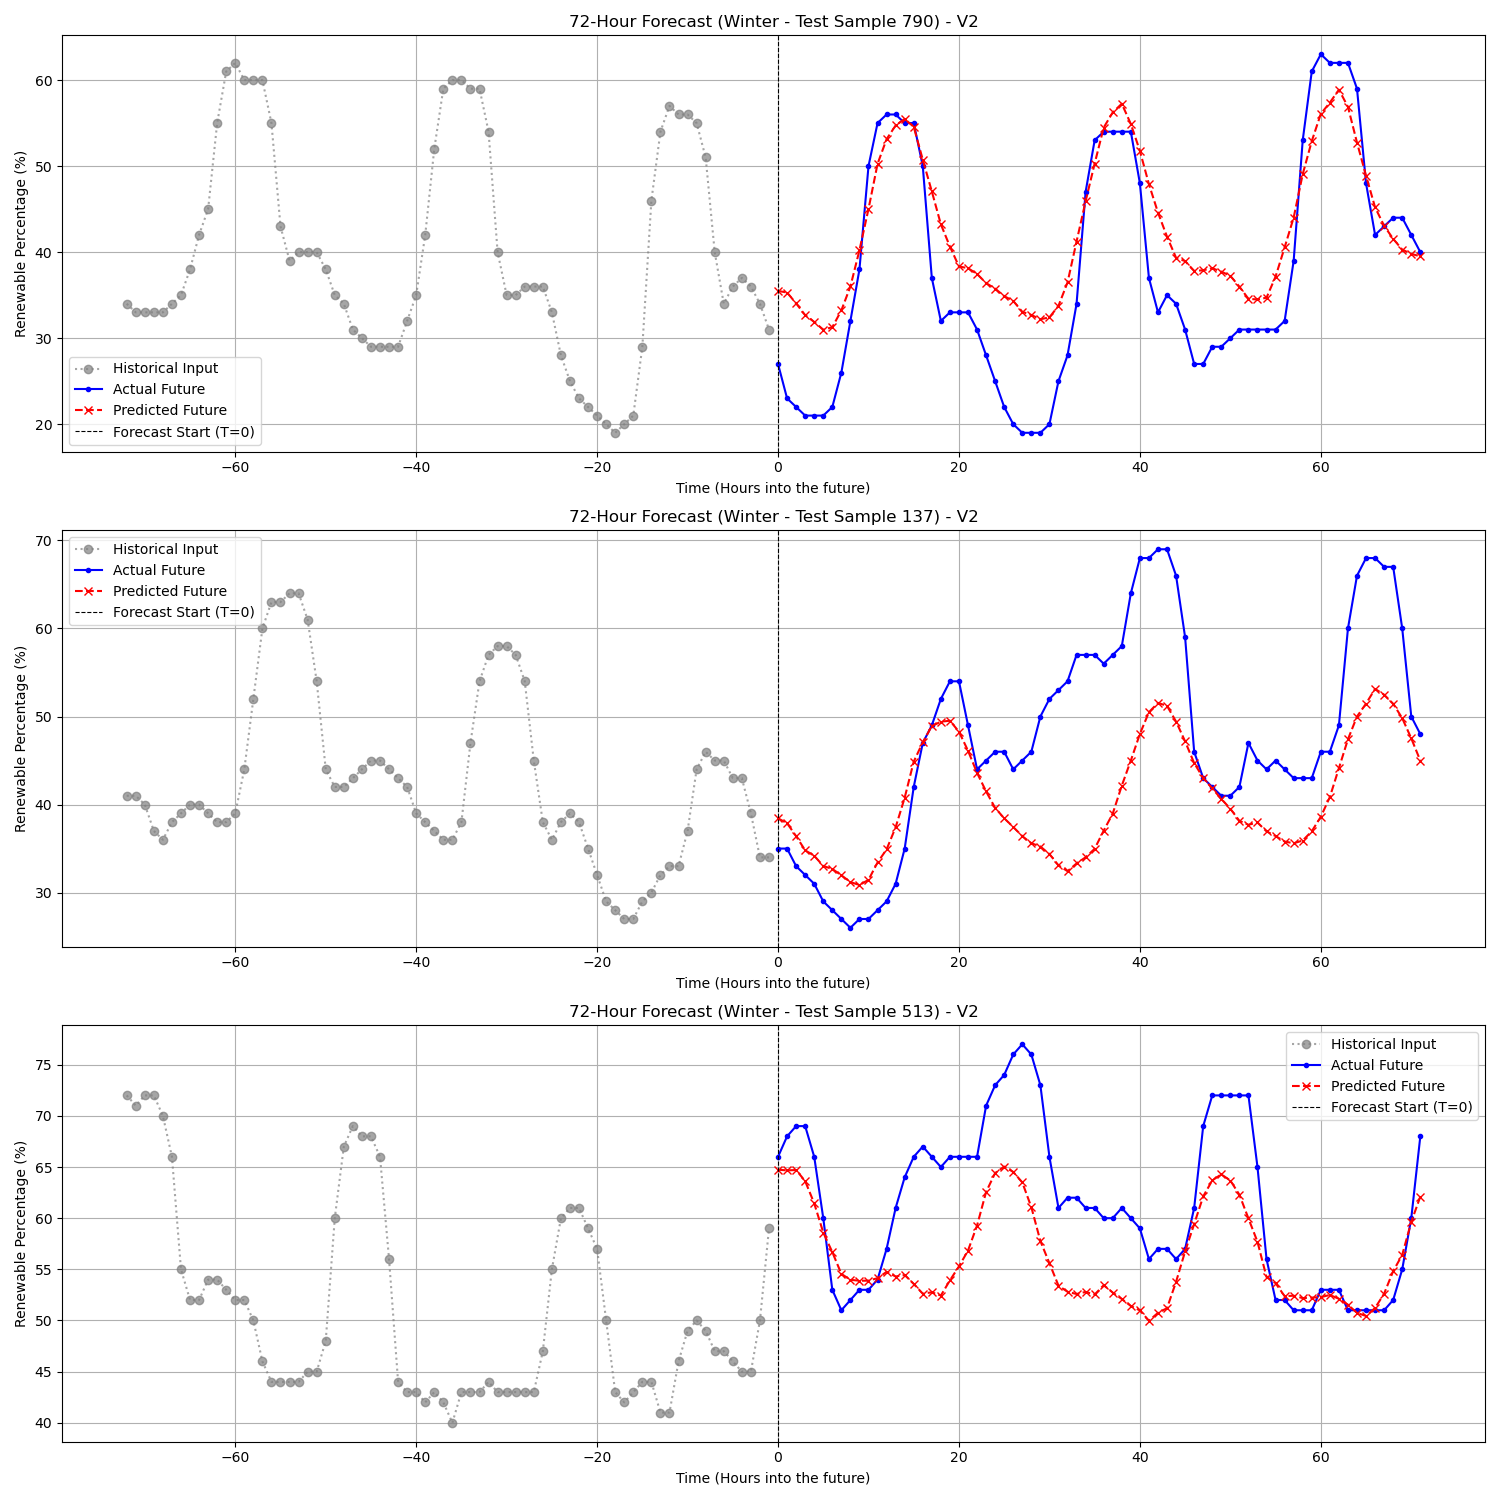 72-Hour Forecast (Winter - Test Sample 790) - V2
Renewable Percentage (%)
60
50
40
30
20
Historical Input
Actual Future
Predicted Future
Forecast Start (T=0)
−60 −40 −20 0 20 40 60
Time (Hours into the future)
72-Hour Forecast (Winter - Test Sample 137) - V2
Renewable Percentage (%)
70
60
50
40
30
Historical Input
Actual Future
Predicted Future
Forecast Start (T=0)
−60 −40 −20 0 20 40 60
Time (Hours into the future)
72-Hour Forecast (Winter - Test Sample 513) - V2
Renewable Percentage (%)
75
70
65
60
55
50
45
40
Historical Input
Actual Future
Predicted Future
Forecast Start (T=0)
−60 −40 −20 0 20 40 60
Time (Hours into the future)